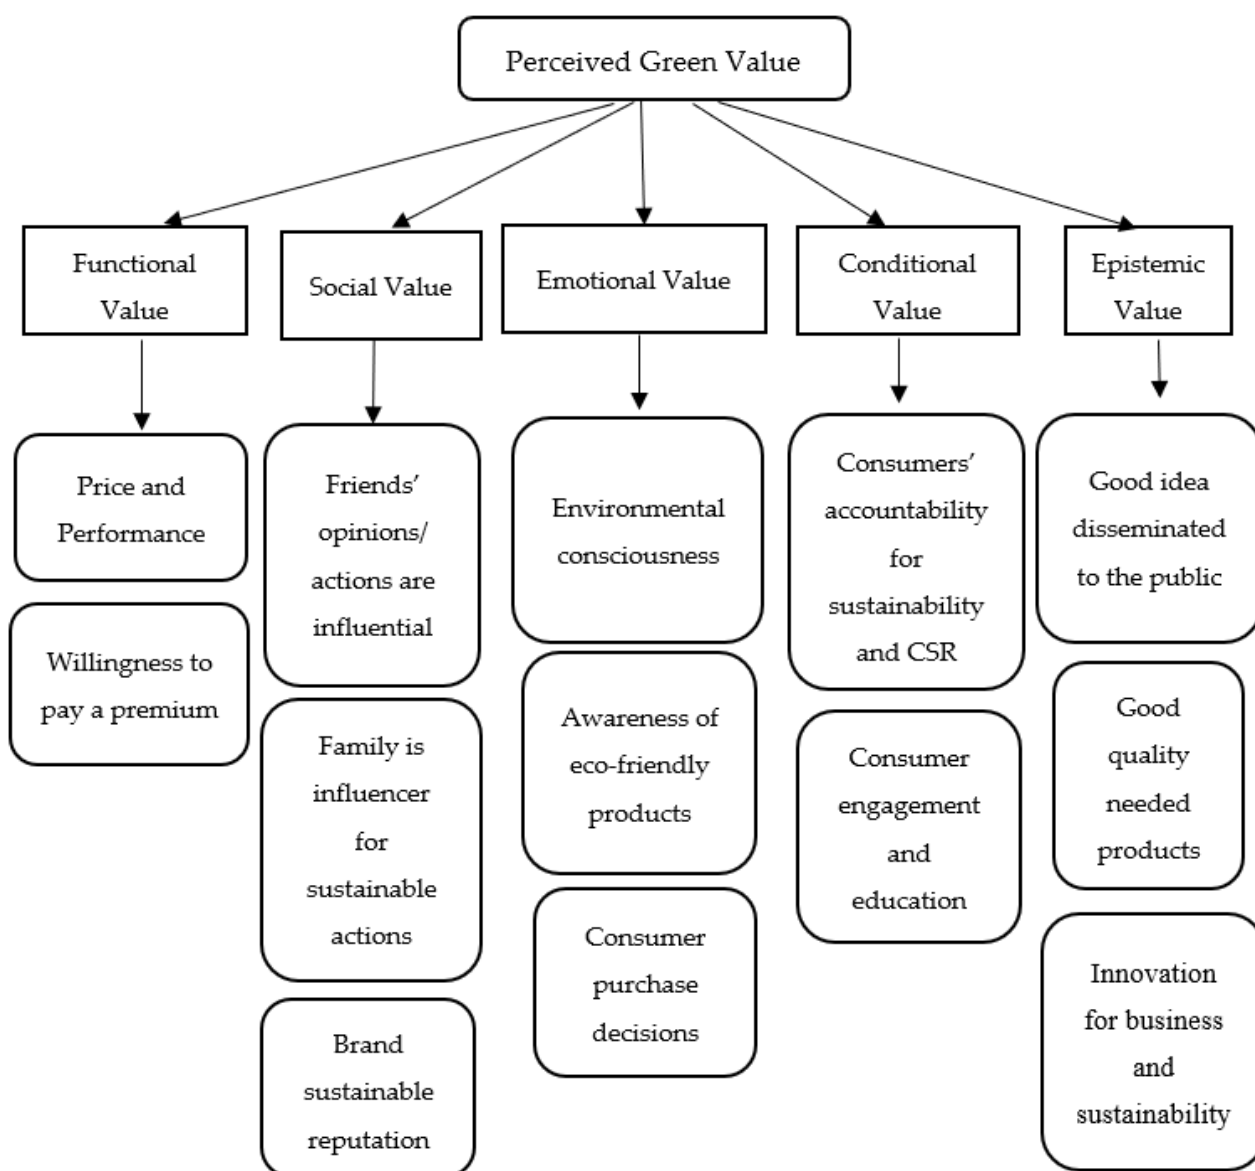 Perceived Green Value
Functional
Value
Social Value
Emotional Value
Conditional
Value
Epistemic
Value
Price and
Performance
Willingness to
pay a premium
Friends’
opinions/
actions are
influential
Family is
influencer
for
sustainable
actions
Brand
sustainable
reputation
Environmental
consciousness
Awareness of
eco-friendly
products
Consumer
purchase
decisions
Consumers’
accountability
for
sustainability
and CSR
Consumer
engagement
and
education
Good idea
disseminated
to the public
Good
quality
needed
products
Innovation
for business
and
sustainability